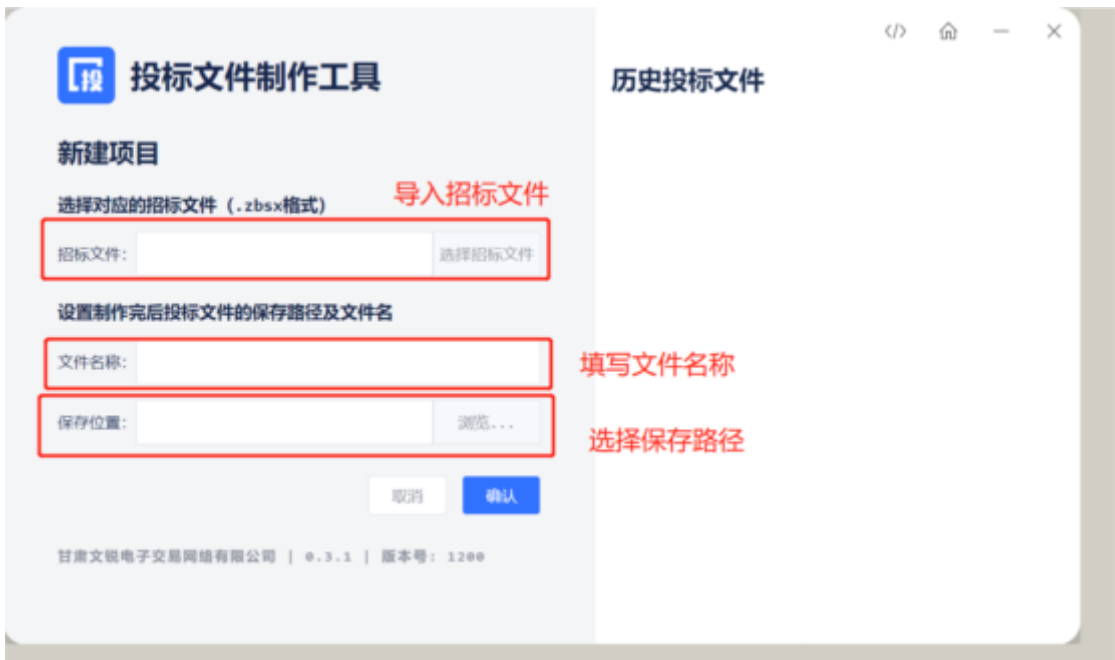 投标文件制作工具
新建项目
选择对应的招标文件（.zbsx格式）
导入招标文件
招标文件：
选择招标文件
设置制作完后投标文件的保存路径及文件名
文件名称：
填写文件名称
保存位置：
浏览...
选择保存路径
取消
确认
甘肃文锐电子交易网络有限公司 | 0.3.1 | 版本号: 1200
历史投标文件